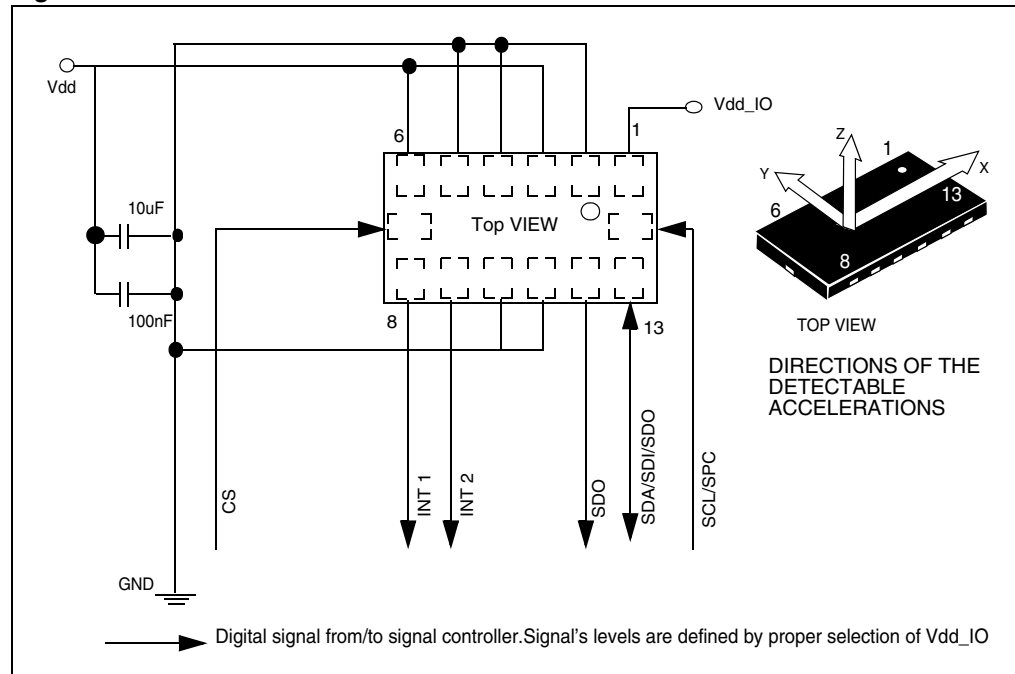 Vdd
Vdd_IO
6
1
Top VIEW
10uF
100nF
8
13
CS
INT 1
INT 2
SDO
SDA/SDI/SDO
SCL/SPC
GND
Z
Y
X
1
6
13
8
TOP VIEW
DIRECTIONS OF THE
DETECTABLE
ACCELERATIONS
Digital signal from/to signal controller.Signal's levels are defined by proper selection of Vdd_IO